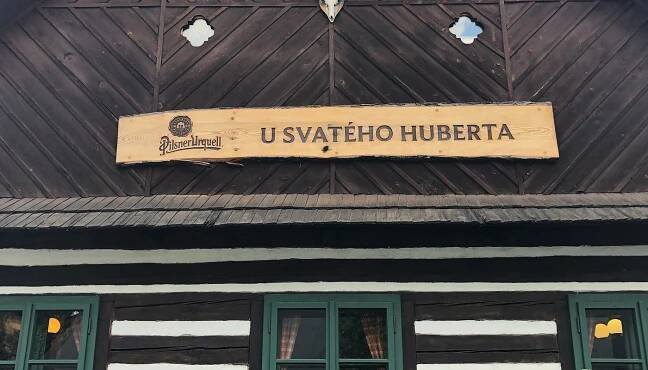 Pilsner Urquell
U SVATÉHO HUBERTA